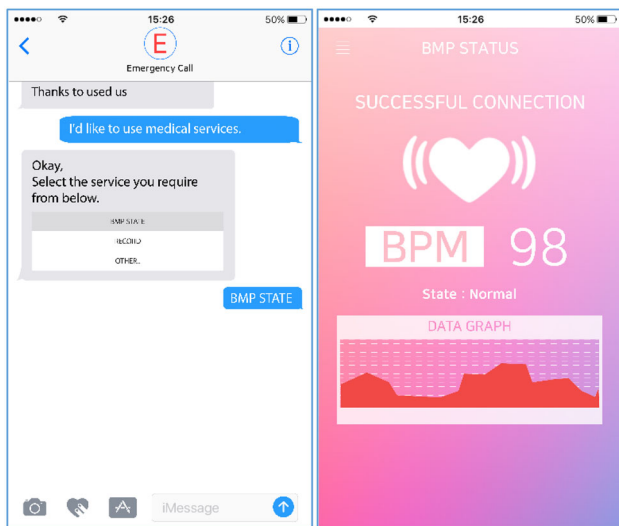 15:26
50%
E
Emergency Call
Thanks to used us
I'd like to use medical services.
Okay,
Select the service you require
from below.
BMP STATE
RECORD
OTHER..
BMP STATE
iMessage
15:26
50%
BMP STATUS
SUCCESSFUL CONNECTION
BPM 98
State : Normal
DATA GRAPH